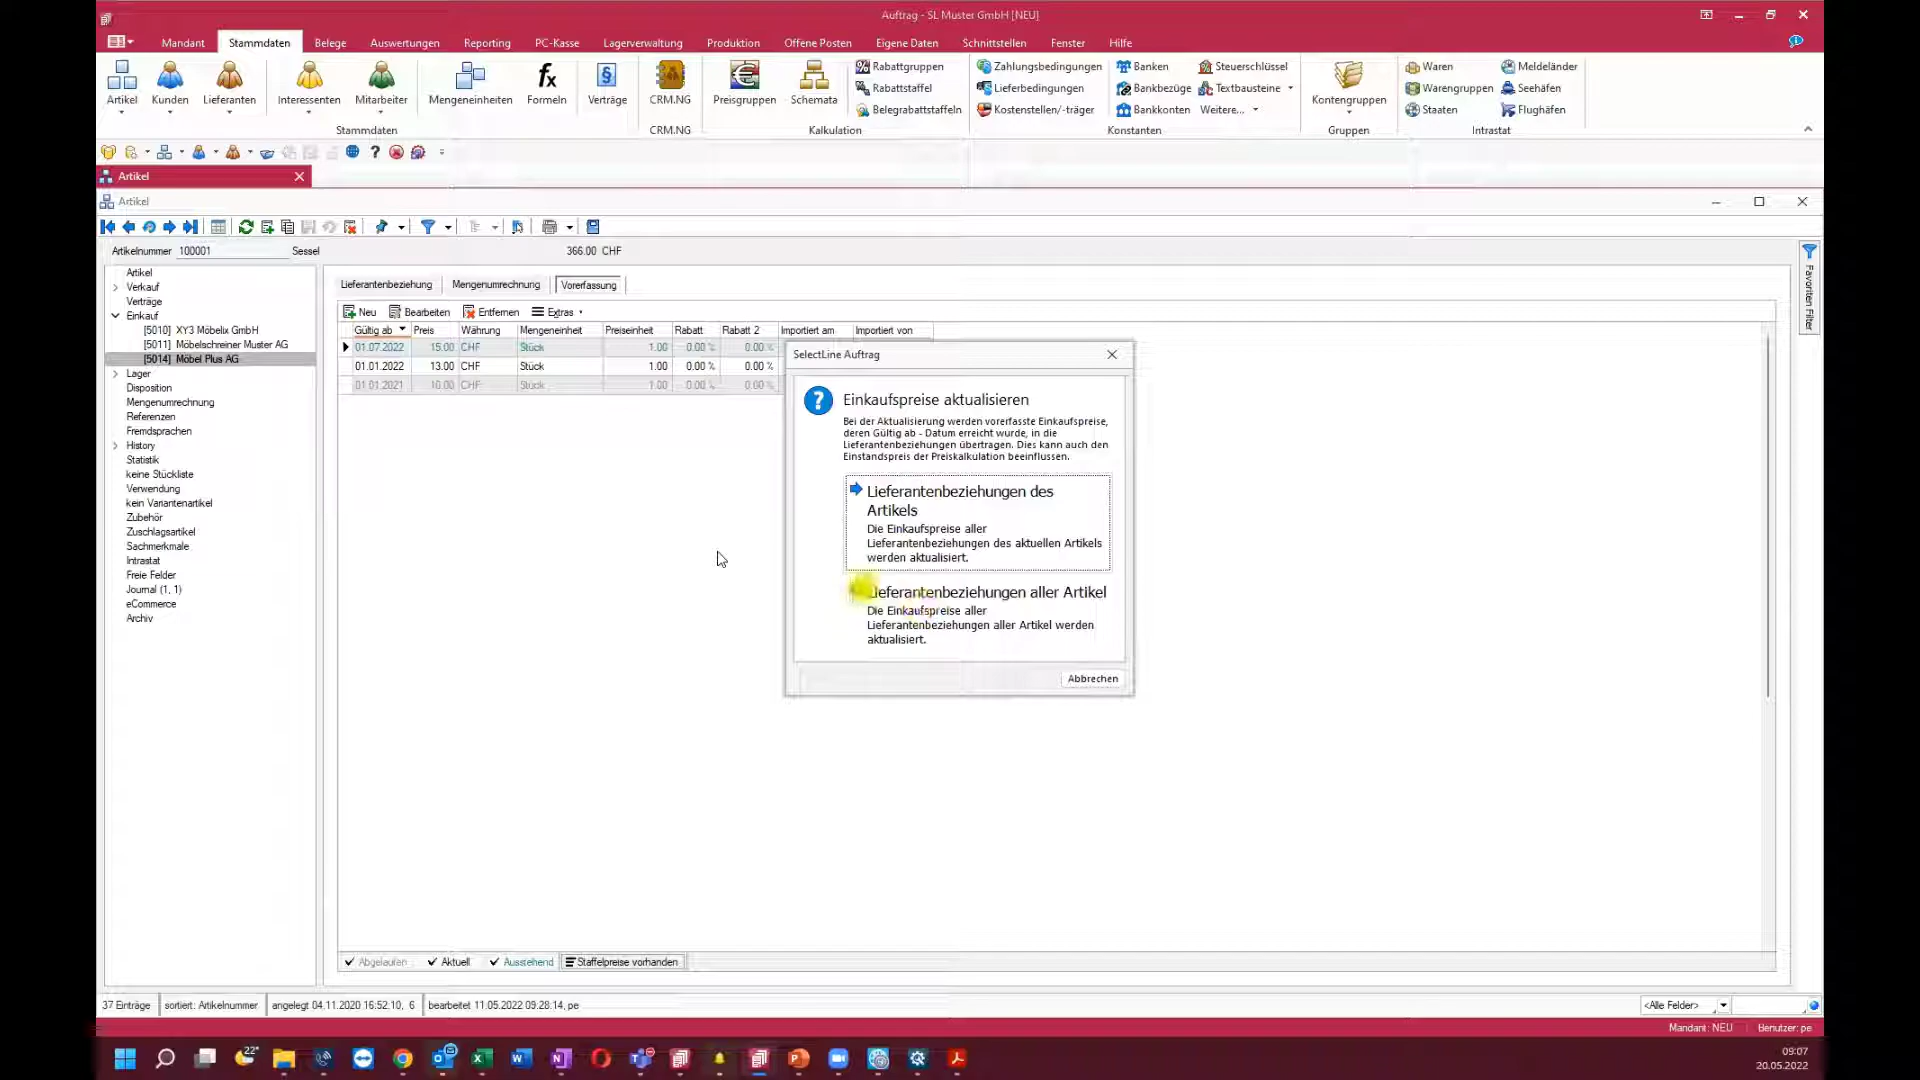 Auftrag - SL Muster GmbH [NEU]
Mandant Stammdaten Belege Auswertungen Reporting PC-Kasse Lagerverwaltung Produktion Offene Posten Eigene Daten Schnittstellen Fenster Hilfe
Artikel Kunden Lieferanten Interessenten Mitarbeiter Mengeneinheiten Formeln Verträge CRM.NG Preisgruppen Schemata
Rabattgruppen
Rabattstaffel
Belegrabattstaffeln
Zahlungsbedingungen
Lieferbedingungen
Kostenstellen/-träger
Banken
Bankbezüge
Bankkonten
Steuerschlüssel
Textbausteine
Weitere...
Kontengruppen
Waren
Warengruppen
Staaten
Meldeländer
Seehäfen
Flughäfen
Stammdaten CRM.NG Kalkulation Konstanten Gruppen Intrastat
Artikel
Artikel
Artikelnummer 100001 Sessel 366.00 CHF
Artikel
Verkauf
Verträge
Einkauf
[5010] XY3 Möbelix GmbH
[5011] Möbelschreiner Muster AG
[5014] Möbel Plus AG
Lager
Disposition
Mengenumrechnung
Referenzen
Fremdsprachen
History
Statistik
keine Stückliste
Verwendung
kein Variantenartikel
Zubehör
Zuschlagsartikel
Sachmerkmale
Intrastat
Freie Felder
Journal (1, 1)
eCommerce
Archiv
Lieferantenbeziehung Mengenumrechnung Vorerfassung
Neu Bearbeiten Entfernen Extras
Gültig ab Preis Währung Mengeneinheit Preiseinheit Rabatt Rabatt 2 Importiert am Importiert von
01.07.2022 15.00 CHF Stück 1.00 0.00 % 0.00 %
01.01.2022 13.00 CHF Stück 1.00 0.00 % 0.00 %
01.01.2021 10.00 CHF Stück 1.00 0.00 % 0.00 %
SelectLine Auftrag
Einkaufspreise aktualisieren
Bei der Aktualisierung werden vorerfasste Einkaufspreise,
deren Gültig ab - Datum erreicht wurde, in die
Lieferantenbeziehungen übertragen. Dies kann auch den
Einstandspreis der Preiskalkulation beeinflussen.
Lieferantenbeziehungen des
Artikels
Die Einkaufspreise aller
Lieferantenbeziehungen des aktuellen Artikels
werden aktualisiert.
Lieferantenbeziehungen aller Artikel
Die Einkaufspreise aller
Lieferantenbeziehungen aller Artikel werden
aktualisiert.
Abbrechen
Favoriten Filter
Abgelaufen Aktuell Ausstehend Staffelpreise vorhanden
37 Einträge sortiert: Artikelnummer angelegt 04.11.2020 16:52:10, 6 bearbeitet 11.05.2022 09:28:14, pe <Alle Felder>
Mandant: NEU Benutzer: pe
22°
09:07
20.05.2022